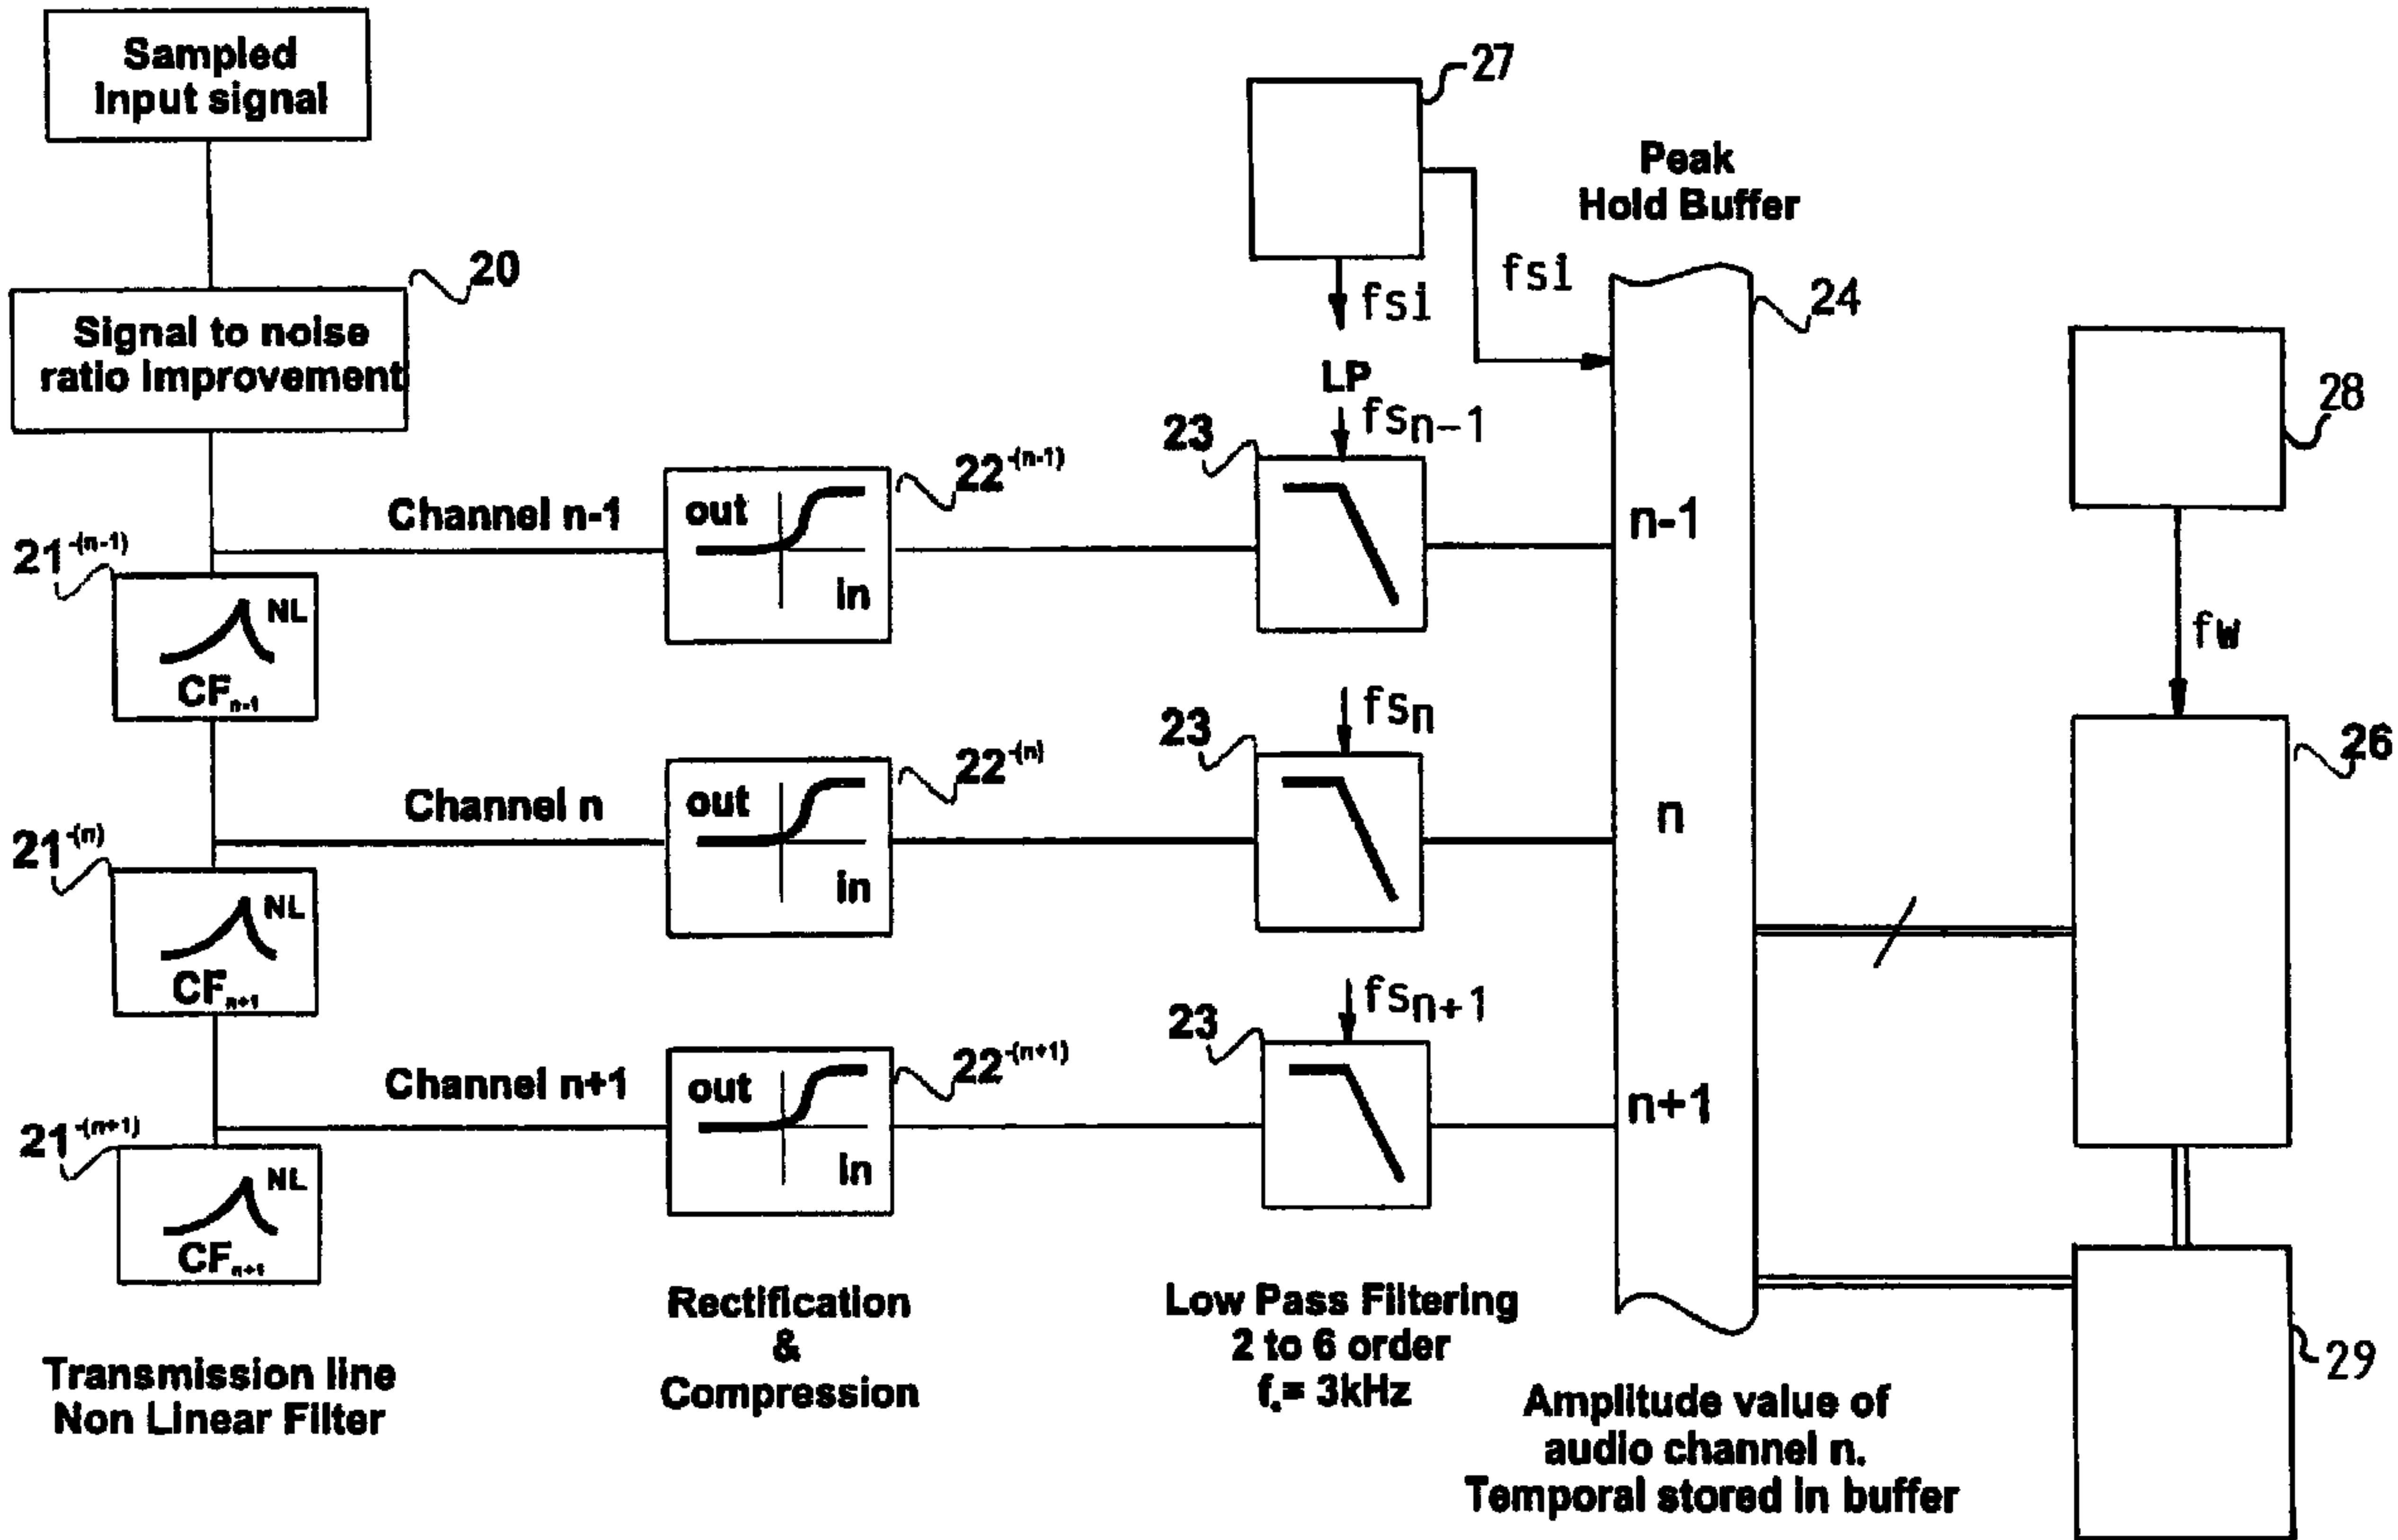 Sampled
Input signal
20
Signal to noise
ratio improvement
27
fsi
fsi
Peak
Hold Buffer
24
28
fw
26
29
LP
fsn-1
23
Channel n-1
out
in
22-(n-1)
n-1
21-(n-1)
NL
CFn-1
Channel n
out
in
22-(n)
23
fsn
n
21-(n)
NL
CFn+1
Channel n+1
out
in
22-(n+1)
23
fsn+1
n+1
21-(n+1)
NL
CFn+1
Transmission line
Non Linear Filter
Rectification
&
Compression
Low Pass Filtering
2 to 6 order
f.= 3kHz
Amplitude value of
audio channel n.
Temporal stored in buffer